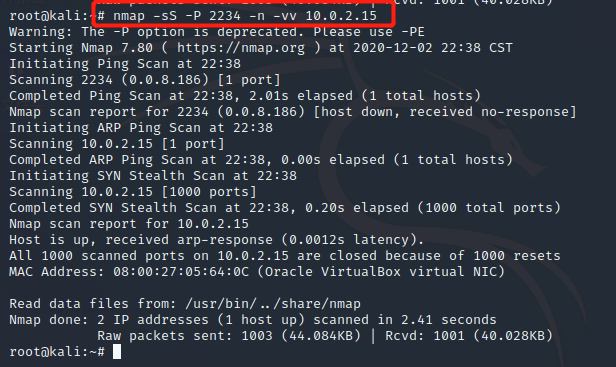 root@kali:~# nmap -sS -P 2234 -n -vv 10.0.2.15
Warning: The -P option is deprecated. Please use -PE
Starting Nmap 7.80 ( https://nmap.org ) at 2020-12-02 22:38 CST
Initiating Ping Scan at 22:38
Scanning 2234 (0.0.8.186) [1 port]
Completed Ping Scan at 22:38, 2.01s elapsed (1 total hosts)
Nmap scan report for 2234 (0.0.8.186) [host down, received no-response]
Initiating ARP Ping Scan at 22:38
Scanning 10.0.2.15 [1 port]
Completed ARP Ping Scan at 22:38, 0.00s elapsed (1 total hosts)
Initiating SYN Stealth Scan at 22:38
Scanning 10.0.2.15 [1000 ports]
Completed SYN Stealth Scan at 22:38, 0.20s elapsed (1000 total ports)
Nmap scan report for 10.0.2.15
Host is up, received arp-response (0.0012s latency).
All 1000 scanned ports on 10.0.2.15 are closed because of 1000 resets
MAC Address: 08:00:27:05:64:0C (Oracle VirtualBox virtual NIC)
Read data files from: /usr/bin/../share/nmap
Nmap done: 2 IP addresses (1 host up) scanned in 2.41 seconds
Raw packets sent: 1003 (44.084KB) | Rcvd: 1001 (40.028KB)
root@kali:~#